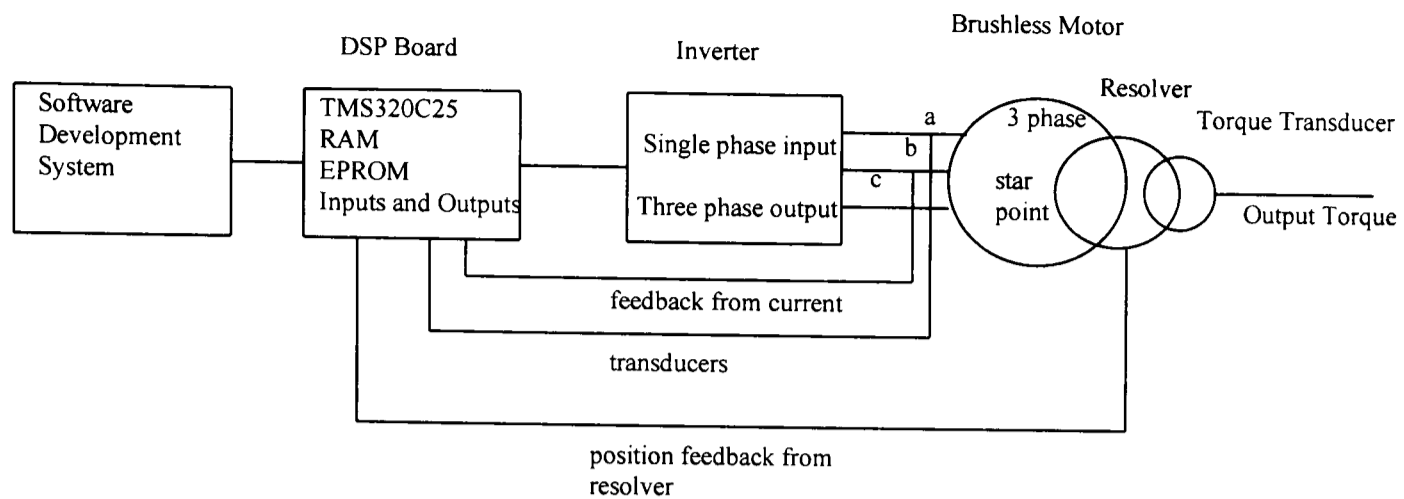 Brushless Motor
DSP Board
Inverter
Resolver
Torque Transducer
Software
Development
System
TMS320C25
RAM
EPROM
Inputs and Outputs
Single phase input
Three phase output
a
b
c
3 phase
star
point
Output Torque
feedback from current
transducers
position feedback from
resolver